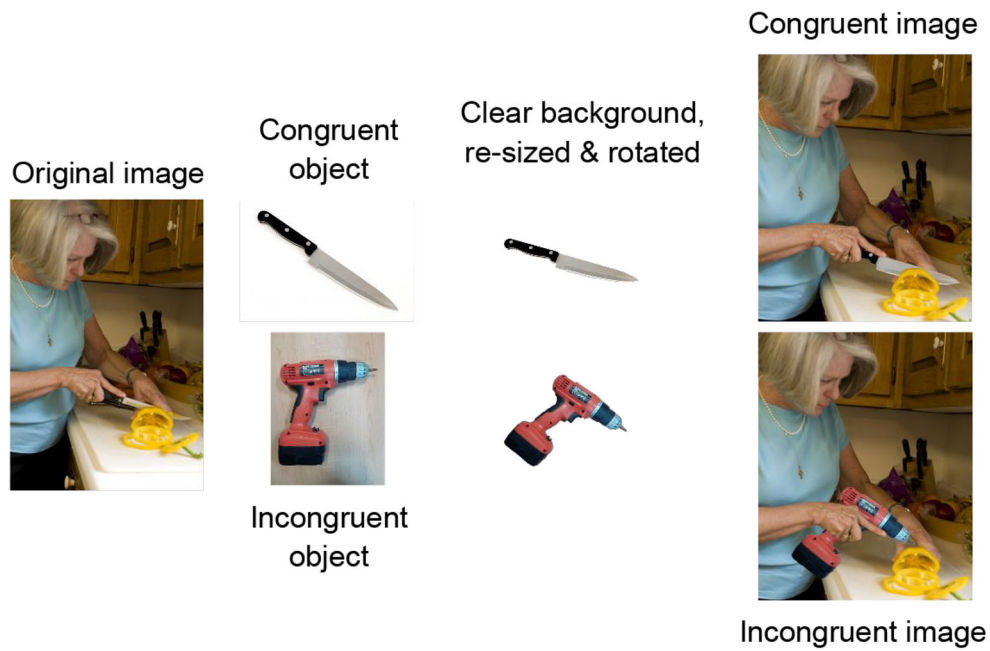 Congruent image
Clear background,
re-sized & rotated
Congruent
object
Original image
Incongruent
object
Incongruent image